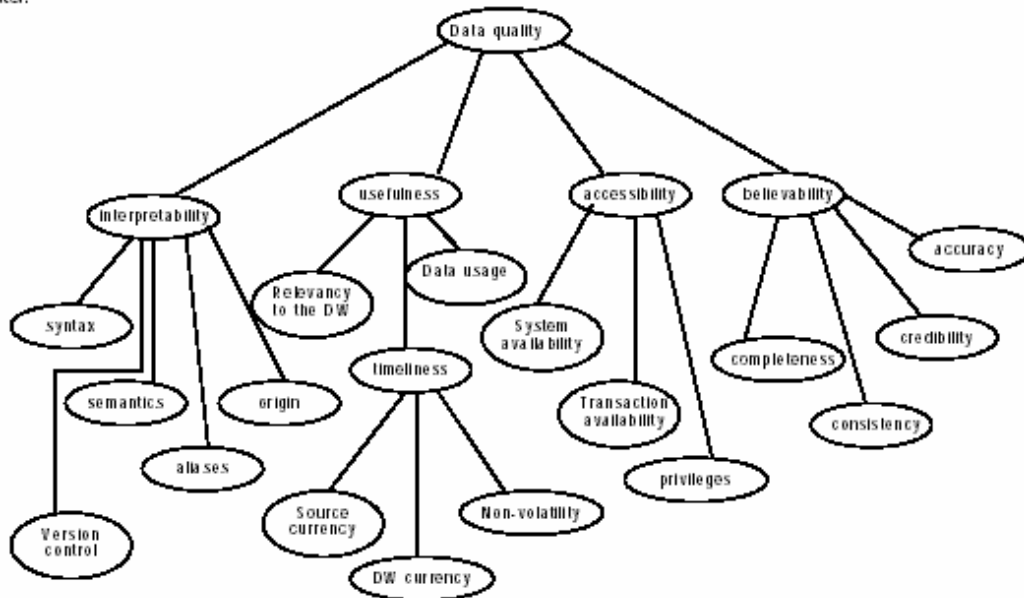 Data quality
interpretability
usefulness
accessibility
believability
accuracy
Relevancy
to the DW
Data usage
System
availability
syntax
credibility
completeness
timeliness
semantics
origin
Transaction
availability
consistency
aliases
privileges
Source
currency
Non-volatility
Version
control
DW currency